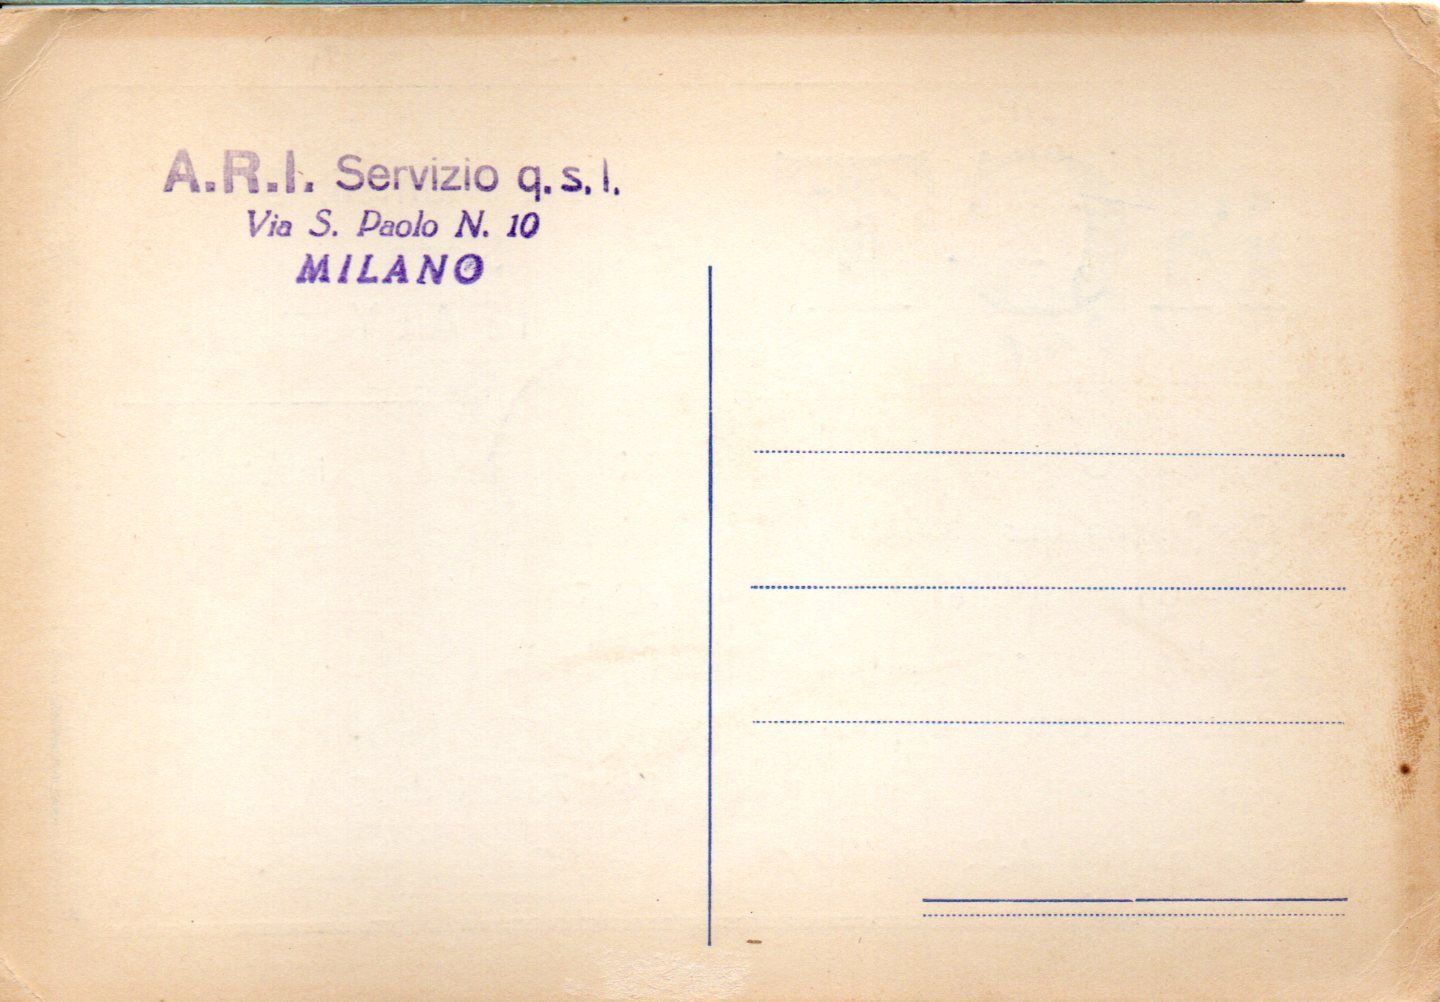 A.R.I. Servizio q.s.l.
Via S. Paolo N. 10
MILANO